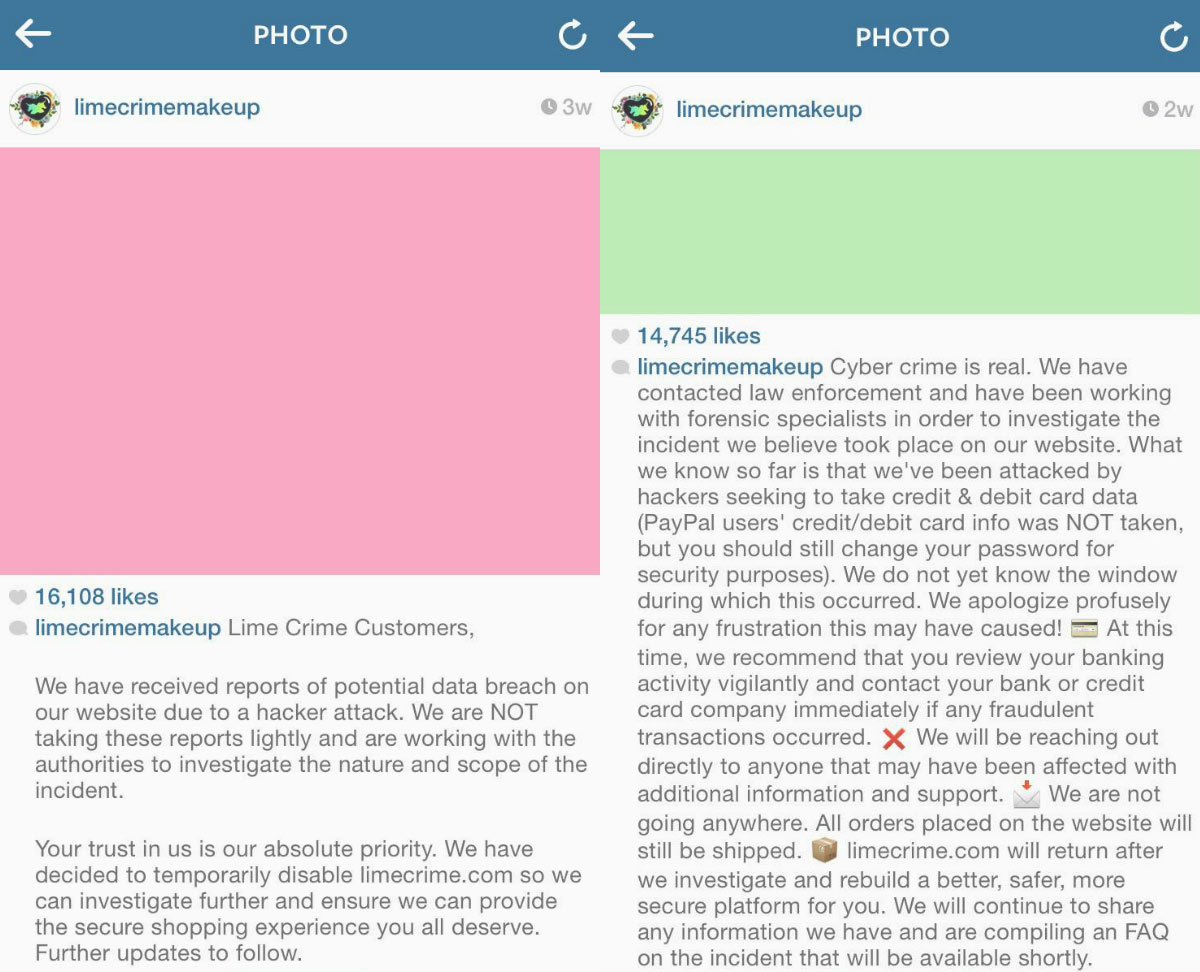 PHOTO
limecrimemakeup
3w
16,108 likes
limecrimemakeup Lime Crime Customers,
We have received reports of potential data breach on
our website due to a hacker attack. We are NOT
taking these reports lightly and are working with the
authorities to investigate the nature and scope of the
incident.
Your trust in us is our absolute priority. We have
decided to temporarily disable limecrime.com so we
can investigate further and ensure we can provide
the secure shopping experience you all deserve.
Further updates to follow.
PHOTO
limecrimemakeup
2w
14,745 likes
limecrimemakeup Cyber crime is real. We have
contacted law enforcement and have been working
with forensic specialists in order to investigate the
incident we believe took place on our website. What
we know so far is that we've been attacked by
hackers seeking to take credit & debit card data
(PayPal users' credit/debit card info was NOT taken,
but you should still change your password for
security purposes). We do not yet know the window
during which this occurred. We apologize profusely
for any frustration this may have caused! 💳 At this
time, we recommend that you review your banking
activity vigilantly and contact your bank or credit
card company immediately if any fraudulent
transactions occurred. ❌ We will be reaching out
directly to anyone that may have been affected with
additional information and support. 📩 We are not
going anywhere. All orders placed on the website will
still be shipped. 📦 limecrime.com will return after
we investigate and rebuild a better, safer, more
secure platform for you. We will continue to share
any information we have and are compiling an FAQ
on the incident that will be available shortly.